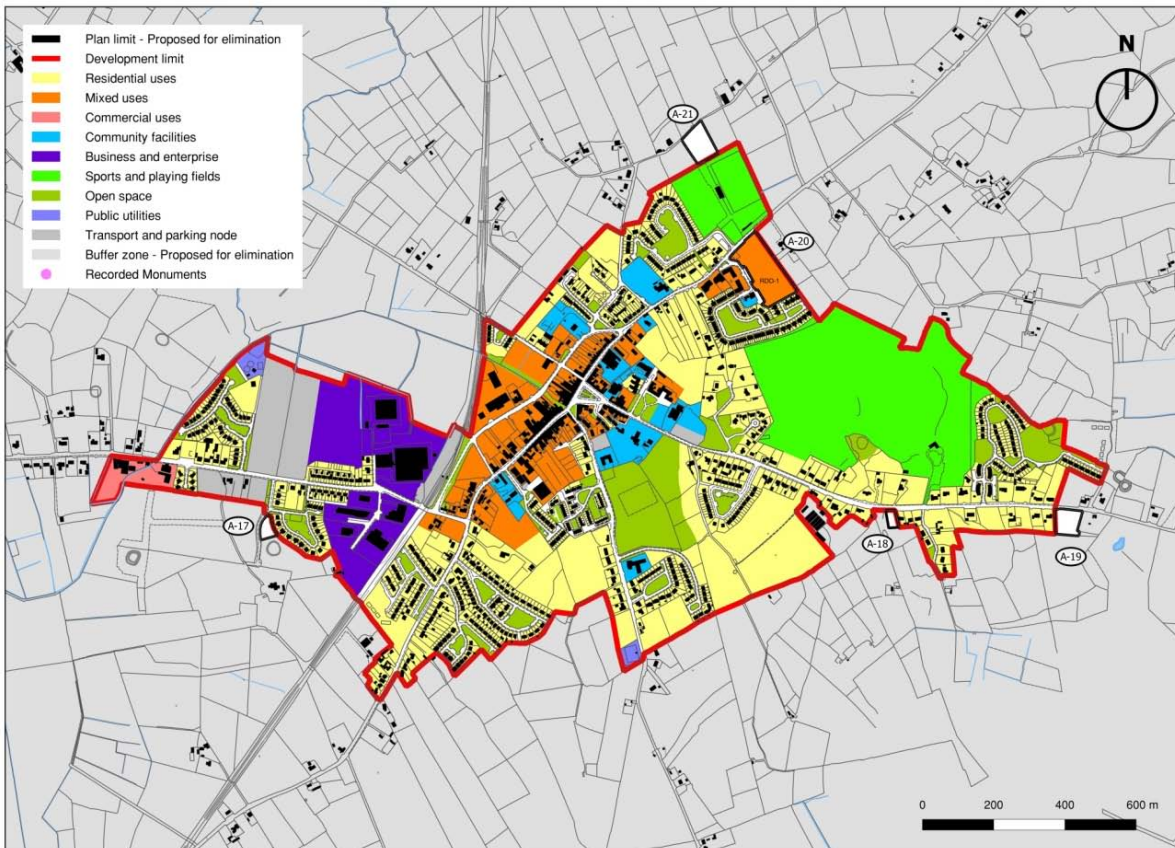 Plan limit - Proposed for elimination
Development limit
Residential uses
Mixed uses
Commercial uses
Community facilities
Business and enterprise
Sports and playing fields
Open space
Public utilities
Transport and parking node
Buffer zone - Proposed for elimination
Recorded Monuments
N
A-21
A-20
A-17
A-18
A-19
0 200 400 600 m